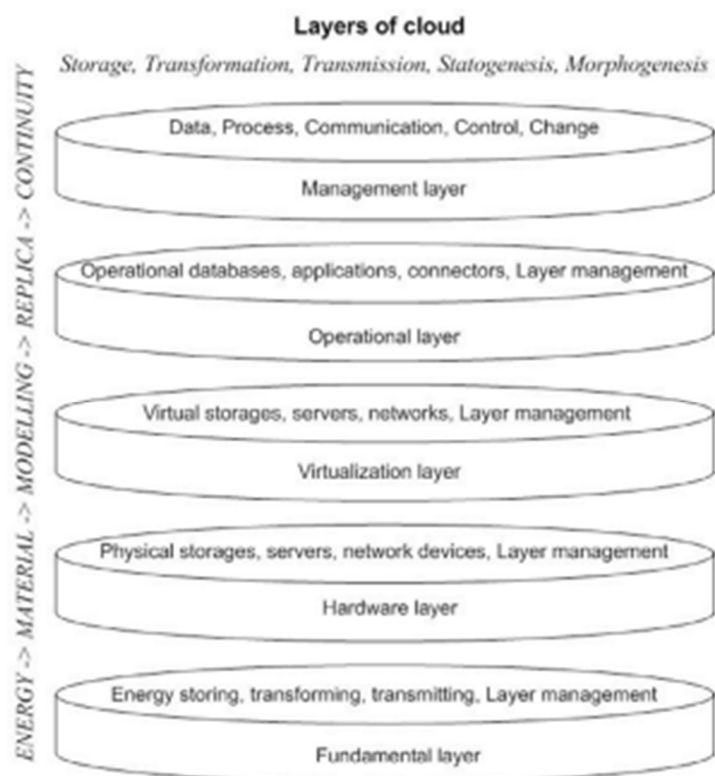 Layers of cloud
Storage, Transformation, Transmission, Statogenesis, Morphogenesis
Data, Process, Communication, Control, Change
Management layer
Operational databases, applications, connectors, Layer management
Operational layer
Virtual storages, servers, networks, Layer management
Virtualization layer
Physical storages, servers, network devices, Layer management
Hardware layer
Energy storing, transforming, transmitting, Layer management
Fundamental layer
ENERGY -> MATERIAL -> MODELLING -> REPLICA -> CONTINUITY